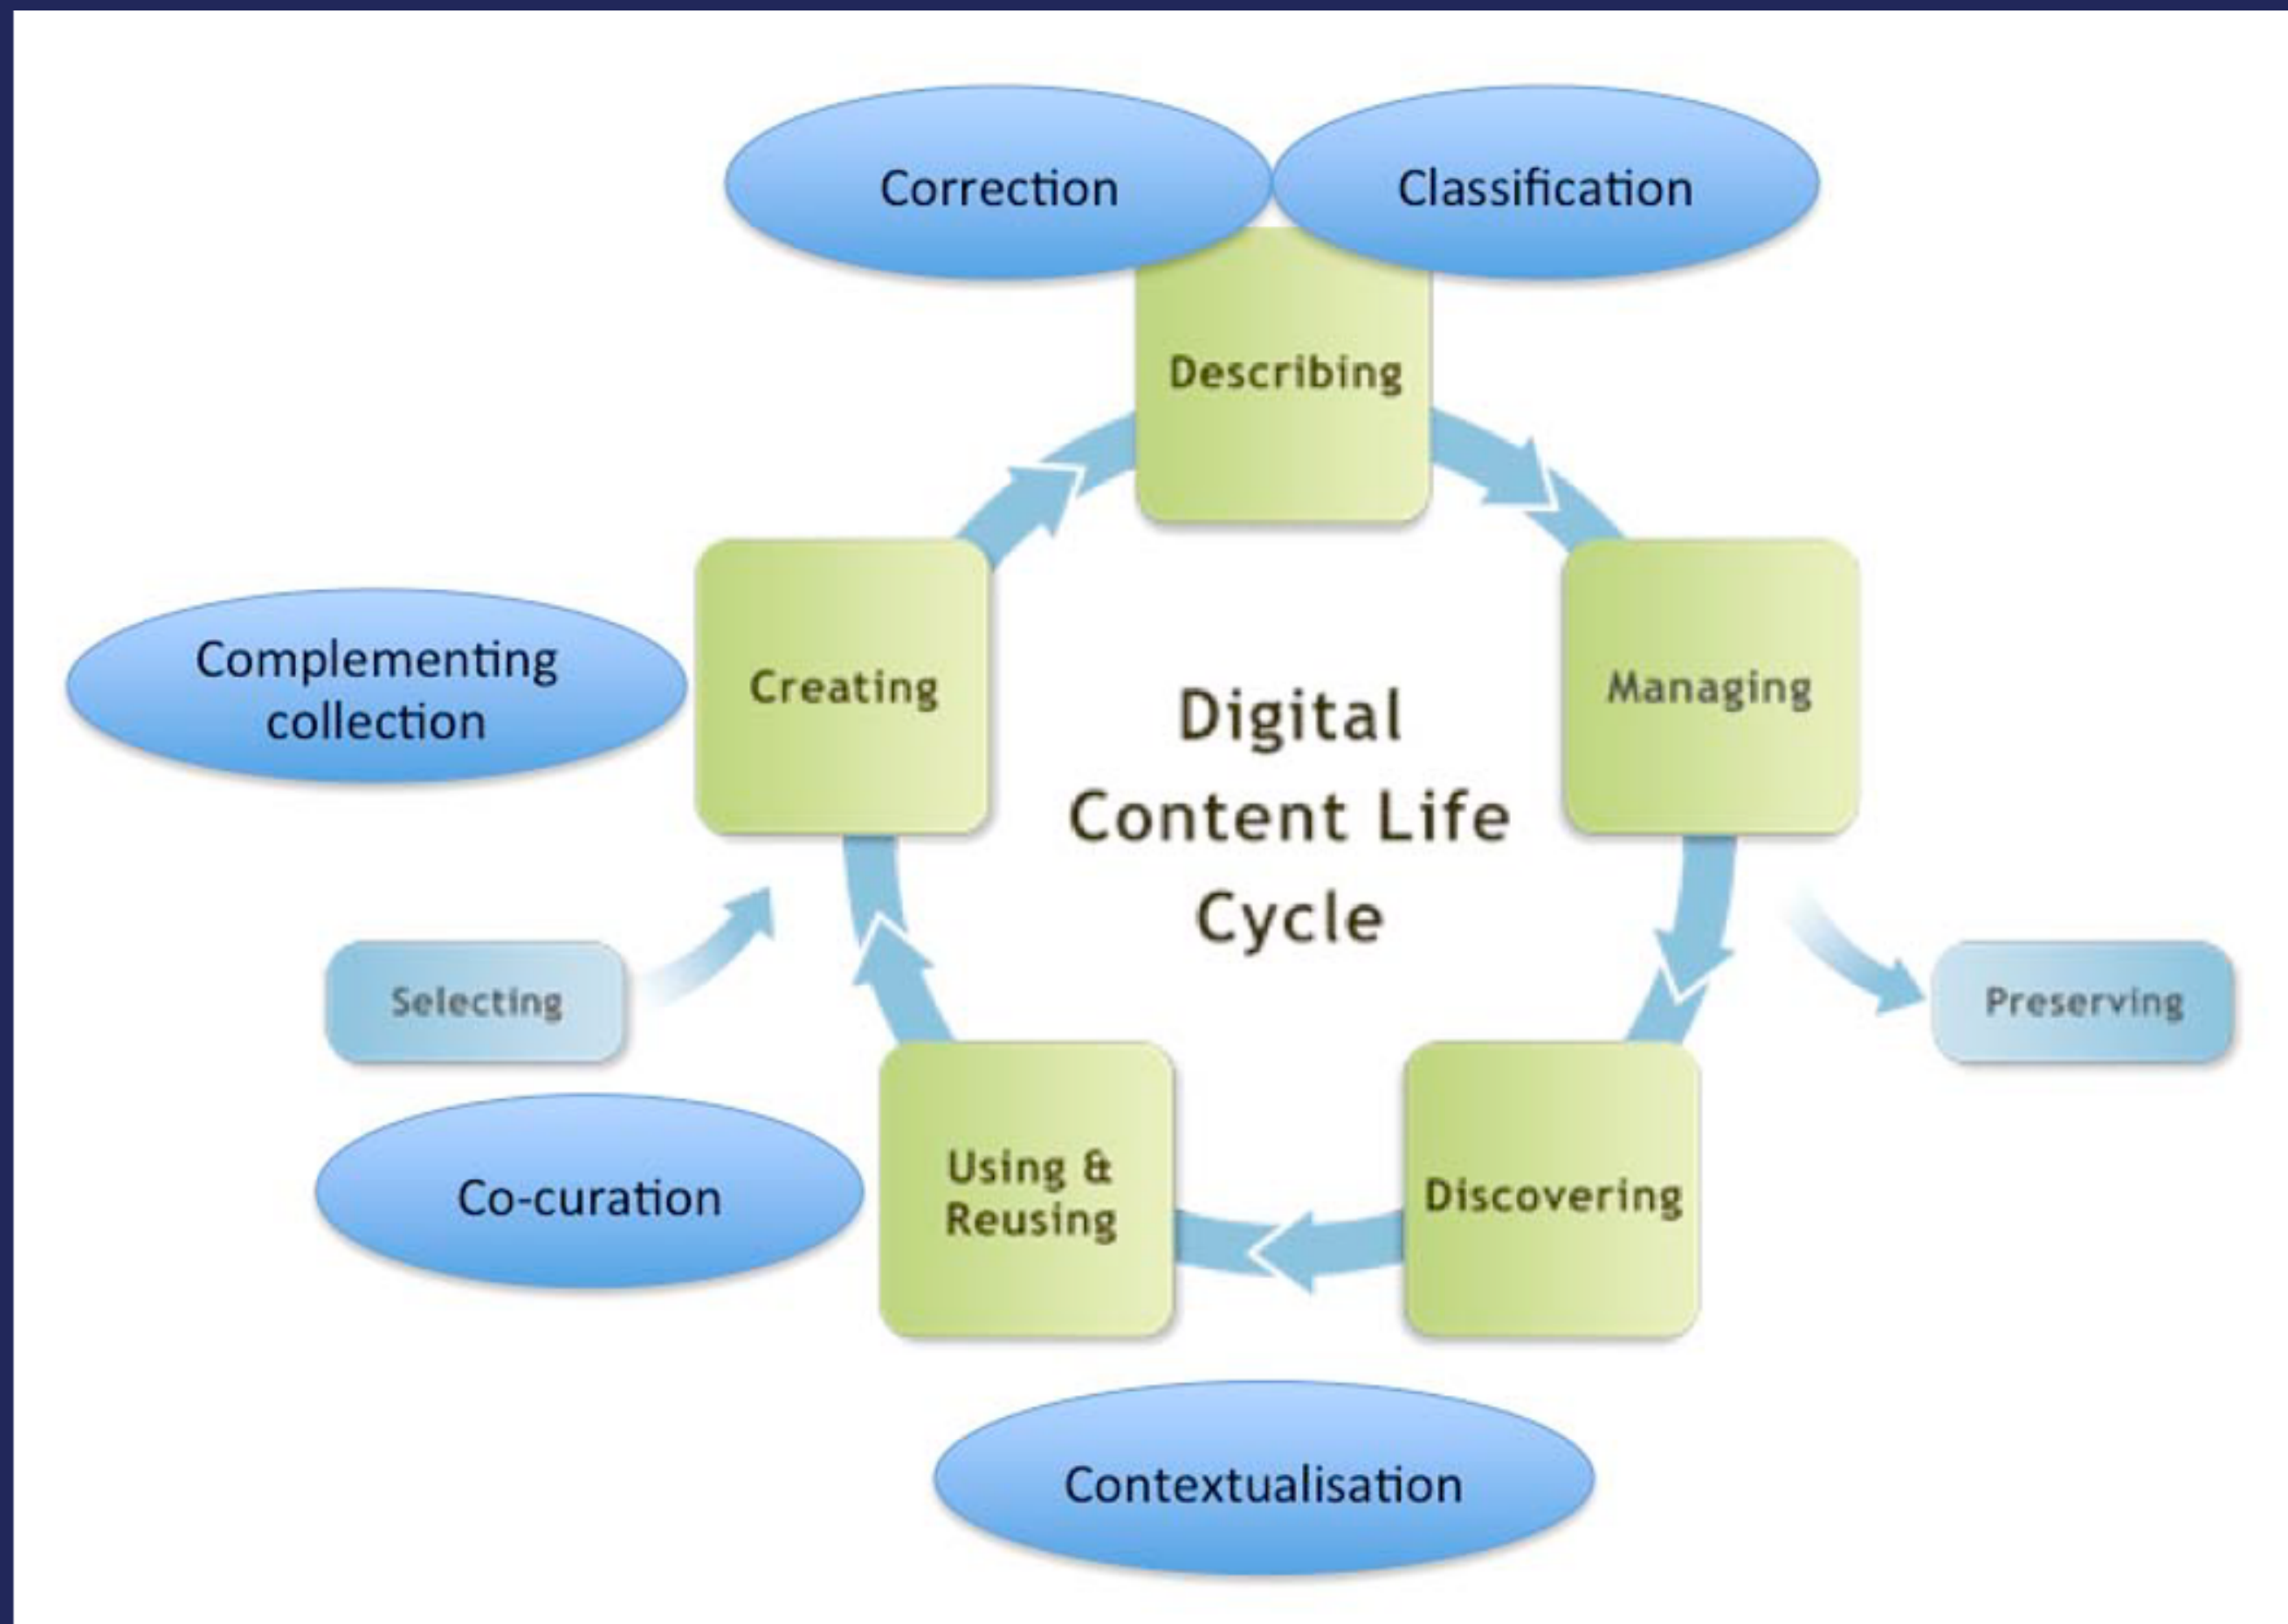 Correction
Classification
Describing
Complementing
collection
Creating
Managing
Digital
Content Life
Cycle
Selecting
Preserving
Co-curation
Using &
Reusing
Discovering
Contextualisation